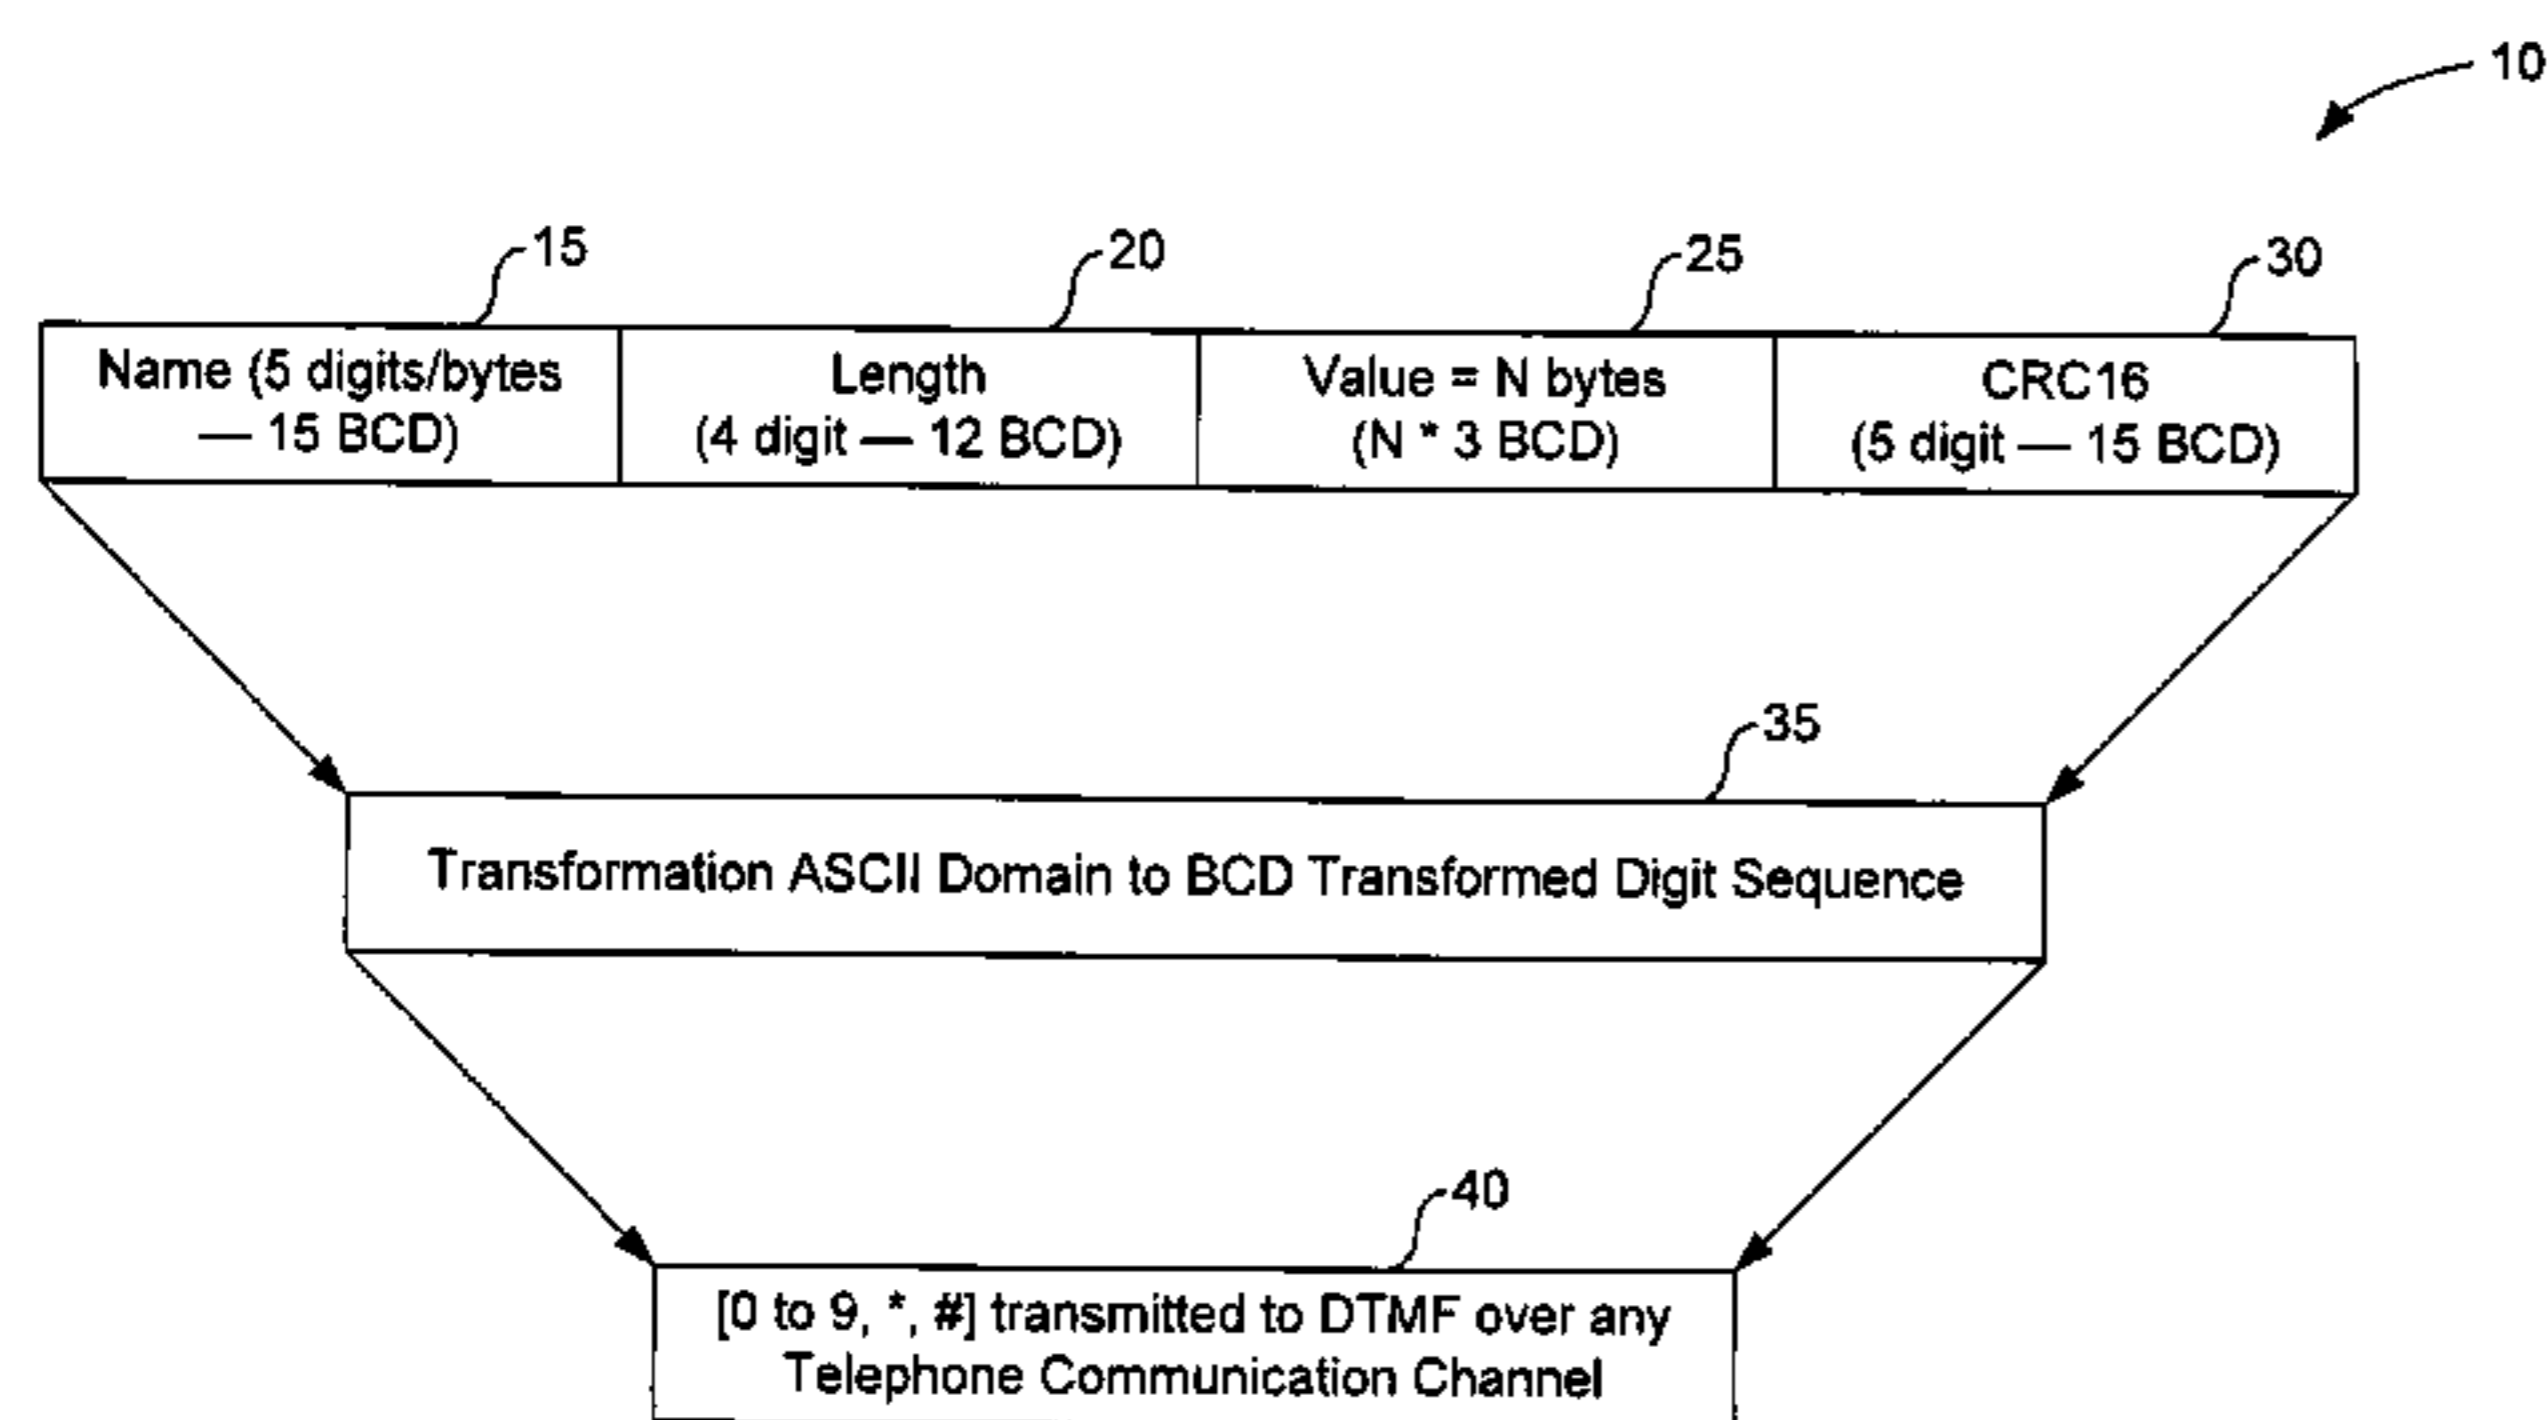 10
15
20
25
30
Name (5 digits/bytes
— 15 BCD)
Length
(4 digit — 12 BCD)
Value = N bytes
(N * 3 BCD)
CRC16
(5 digit — 15 BCD)
35
Transformation ASCII Domain to BCD Transformed Digit Sequence
40
[0 to 9, *, #] transmitted to DTMF over any
Telephone Communication Channel